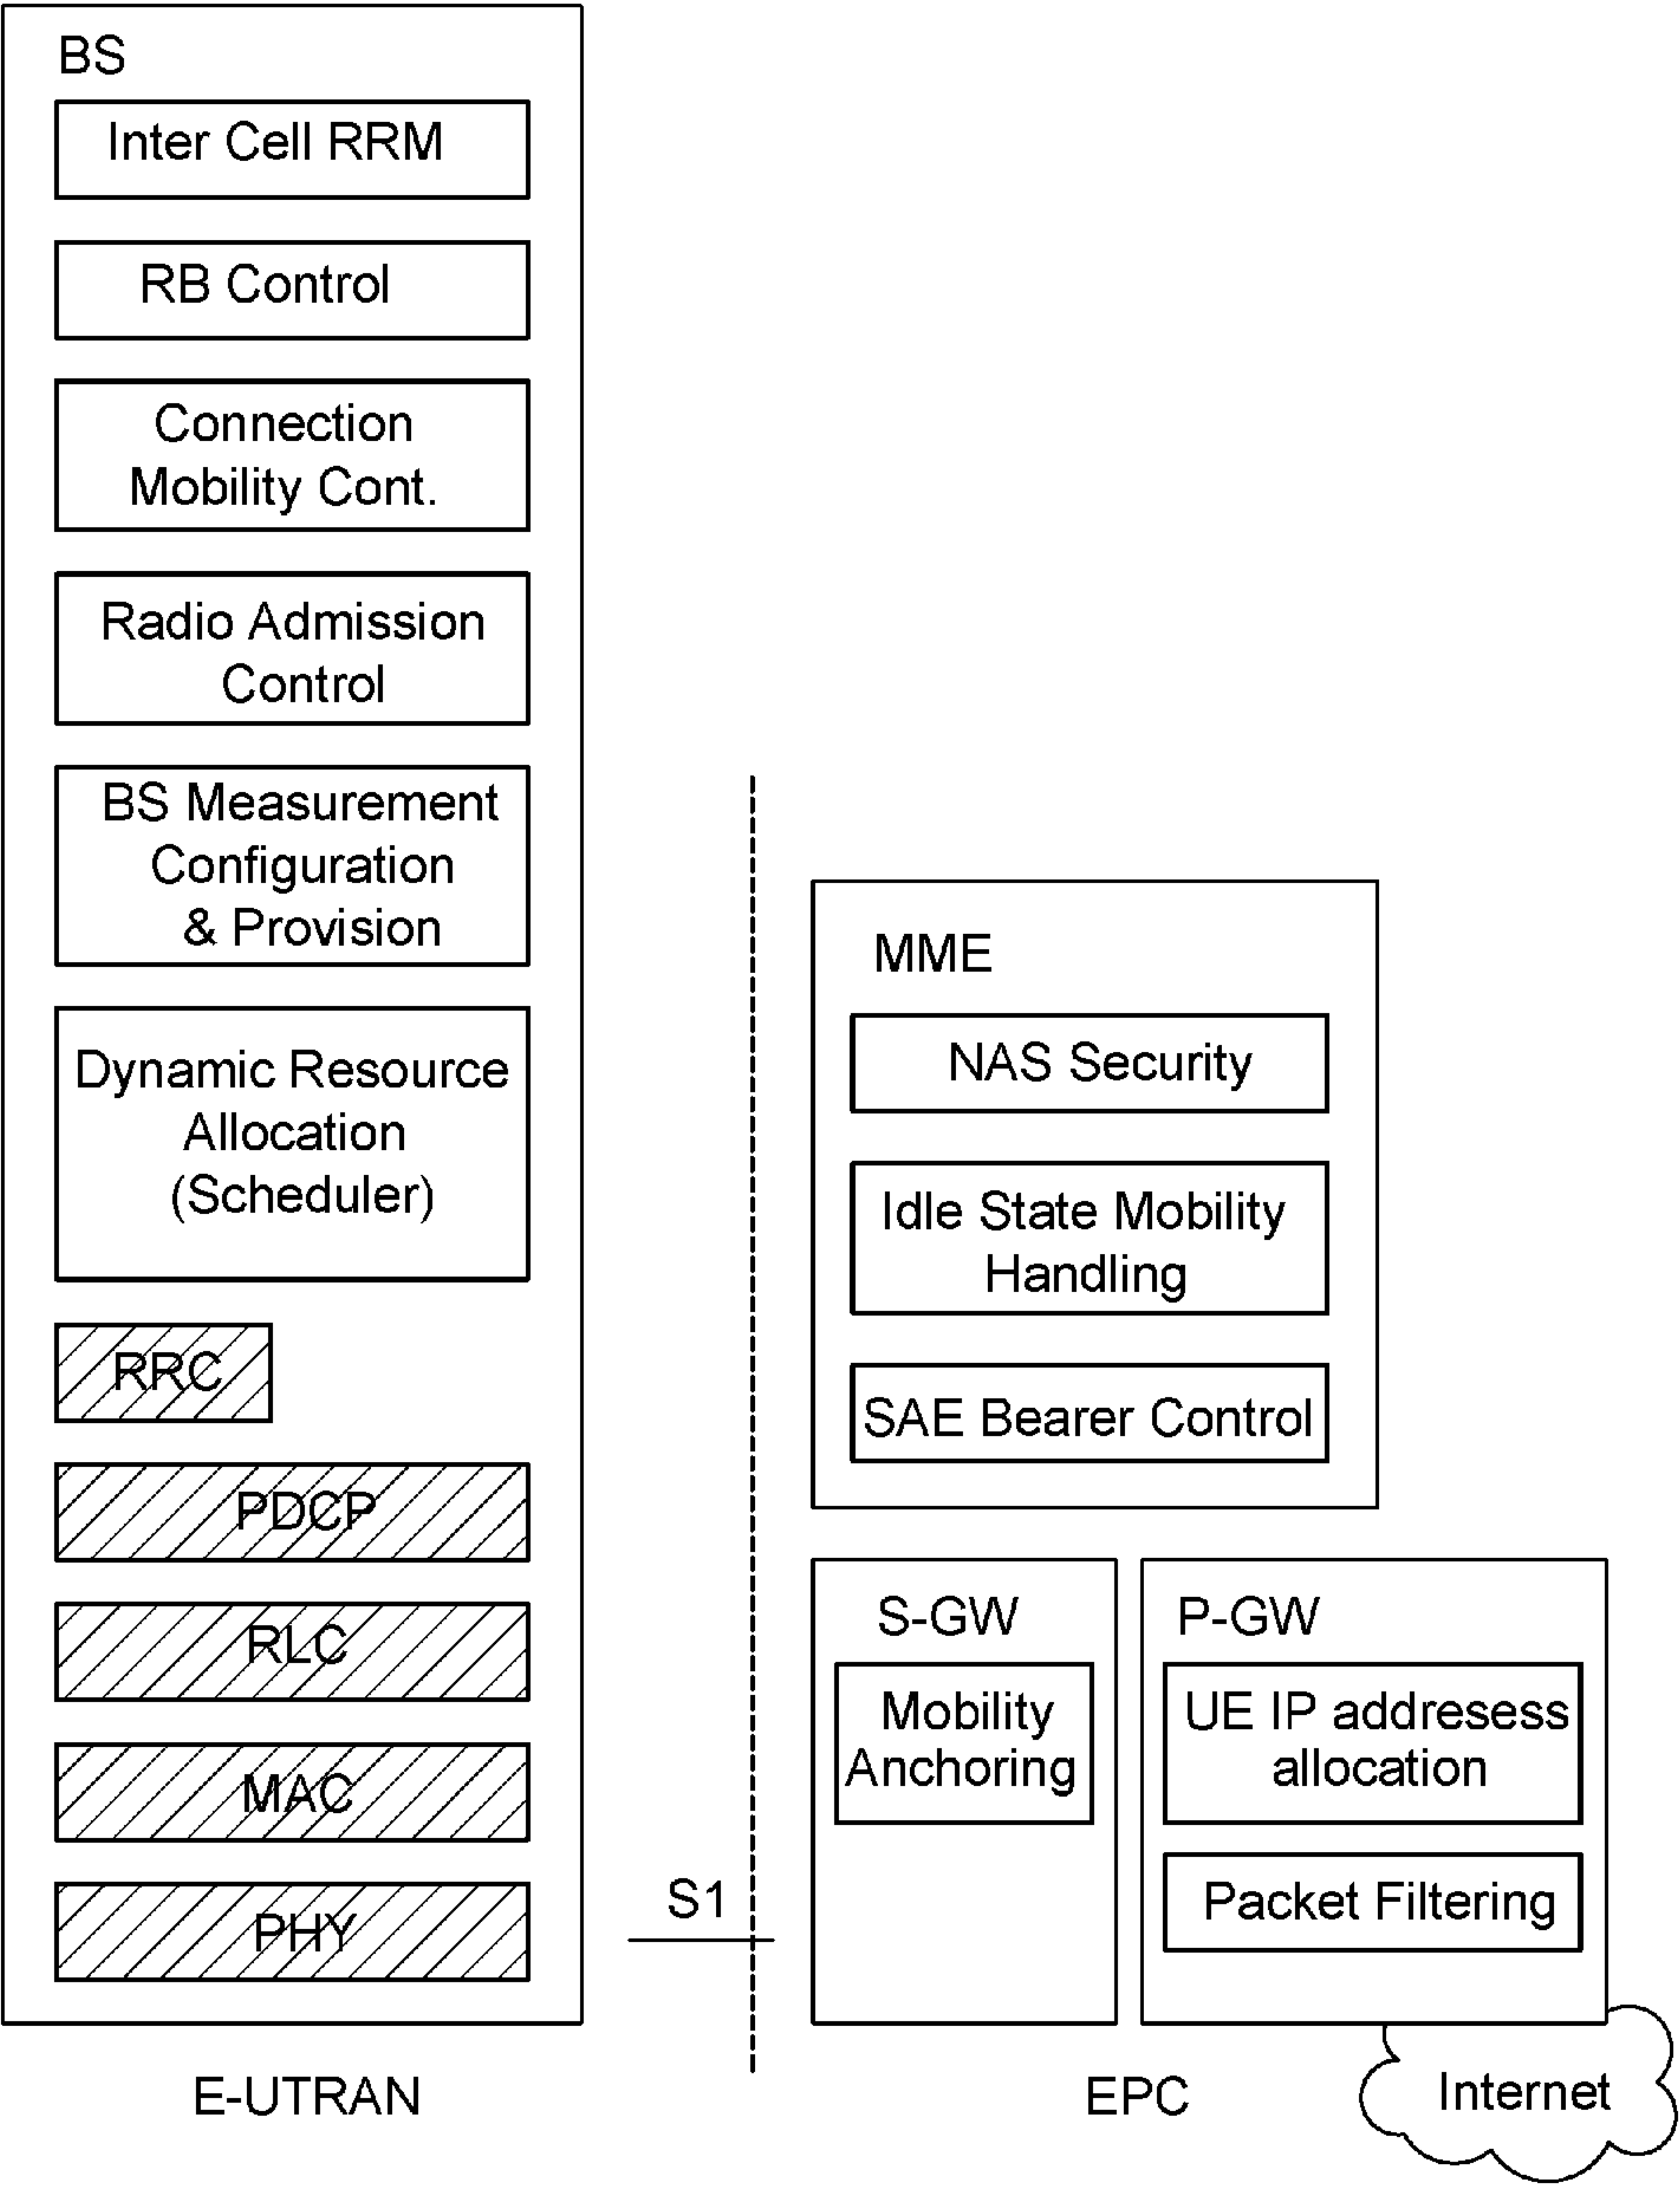 BS
Inter Cell RRM
RB Control
Connection
Mobility Cont.
Radio Admission
Control
BS Measurement
Configuration
& Provision
Dynamic Resource
Allocation
(Scheduler)
RRC
PDCP
RLC
MAC
PHY
E-UTRAN
S1
MME
NAS Security
Idle State Mobility
Handling
SAE Bearer Control
S-GW
Mobility
Anchoring
P-GW
UE IP addresess
allocation
Packet Filtering
EPC
Internet